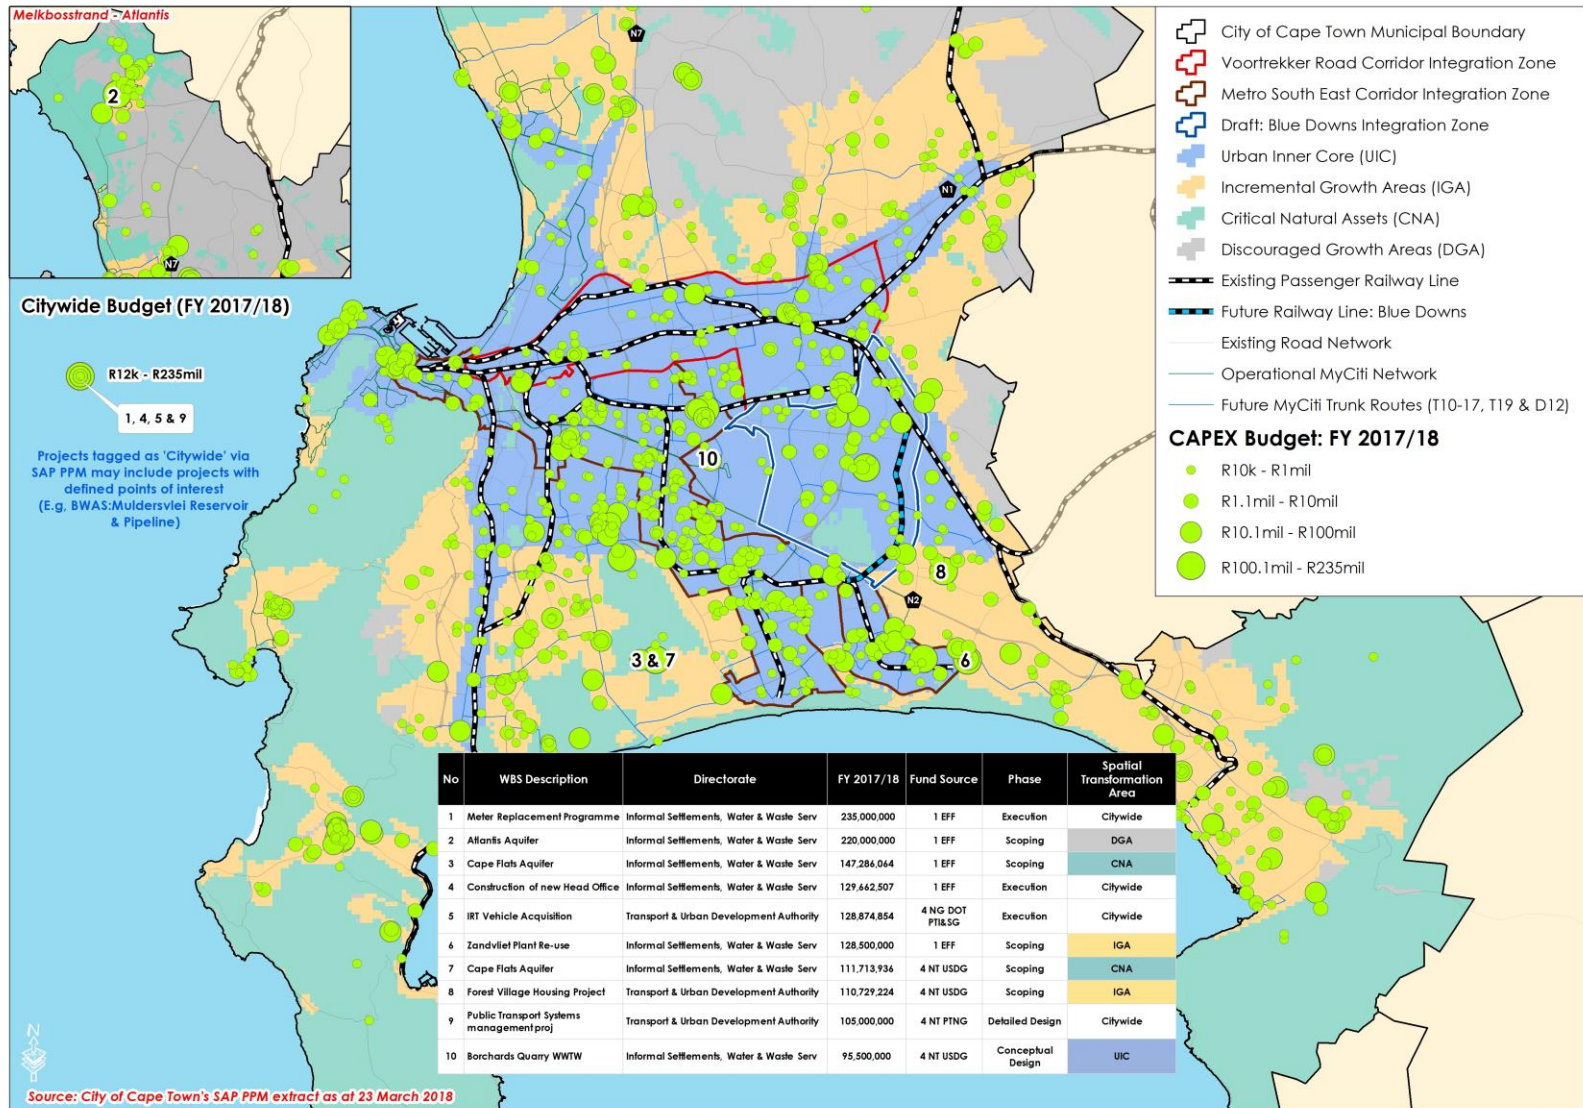 Melkbosstrand - Atlantis
2
N7
N7
N1
City of Cape Town Municipal Boundary
Voortrekker Road Corridor Integration Zone
Metro South East Corridor Integration Zone
Draft: Blue Downs Integration Zone
Urban Inner Core (UIC)
Incremental Growth Areas (IGA)
Critical Natural Assets (CNA)
Discouraged Growth Areas (DGA)
Existing Passenger Railway Line
Future Railway Line: Blue Downs
Existing Road Network
Operational MyCiti Network
Future MyCiti Trunk Routes (T10-17, T19 & D12)
CAPEX Budget: FY 2017/18
R10k - R1mil
R1.1mil - R10mil
R10.1mil - R100mil
R100.1mil - R235mil
Citywide Budget (FY 2017/18)
R12k - R235mil
1, 4, 5 & 9
Projects tagged as 'Citywide' via
SAP PPM may include projects with
defined points of interest
(E.g, BWAS:Muldersvlei Reservoir
& Pipeline)
10
8
N2
3 & 7
6
No WBS Description Directorate FY 2017/18 Fund Source Phase Spatial Transformation Area
1 Meter Replacement Programme Informal Settlements, Water & Waste Serv 235,000,000 1 EFF Execution Citywide
2 Atlantis Aquifer Informal Settlements, Water & Waste Serv 220,000,000 1 EFF Scoping DGA
3 Cape Flats Aquifer Informal Settlements, Water & Waste Serv 147,286,064 1 EFF Scoping CNA
4 Construction of new Head Office Informal Settlements, Water & Waste Serv 129,662,507 1 EFF Execution Citywide
5 IRT Vehicle Acquisition Transport & Urban Development Authority 128,874,854 4 NG DOT PTI&SG Execution Citywide
6 Zandvliet Plant Re-use Informal Settlements, Water & Waste Serv 128,500,000 1 EFF Scoping IGA
7 Cape Flats Aquifer Informal Settlements, Water & Waste Serv 111,713,936 4 NT USDG Scoping CNA
8 Forest Village Housing Project Transport & Urban Development Authority 110,729,224 4 NT USDG Scoping IGA
9 Public Transport Systems management proj Transport & Urban Development Authority 105,000,000 4 NT PTNG Detailed Design Citywide
10 Borchards Quarry WWTW Informal Settlements, Water & Waste Serv 95,500,000 4 NT USDG Conceptual Design UIC
N
Source: City of Cape Town's SAP PPM extract as at 23 March 2018